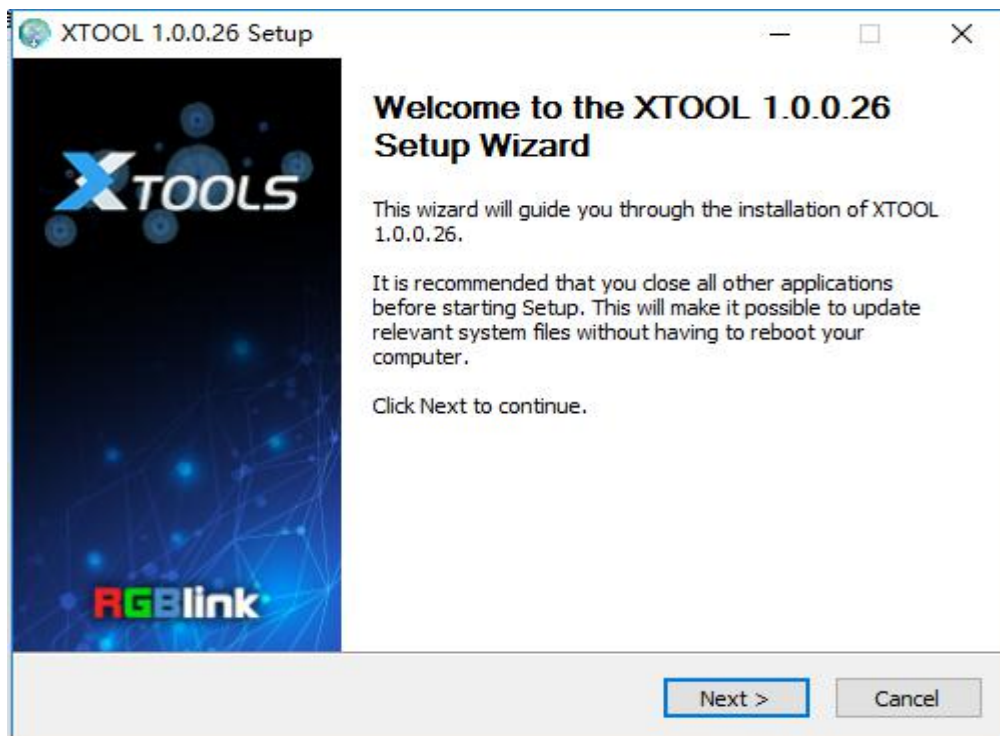 XTOOL 1.0.0.26 Setup
XTOOLS
Welcome to the XTOOL 1.0.0.26
Setup Wizard
This wizard will guide you through the installation of XTOOL
1.0.0.26.
It is recommended that you close all other applications
before starting Setup. This will make it possible to update
relevant system files without having to reboot your
computer.
Click Next to continue.
RGBlink
Next >
Cancel